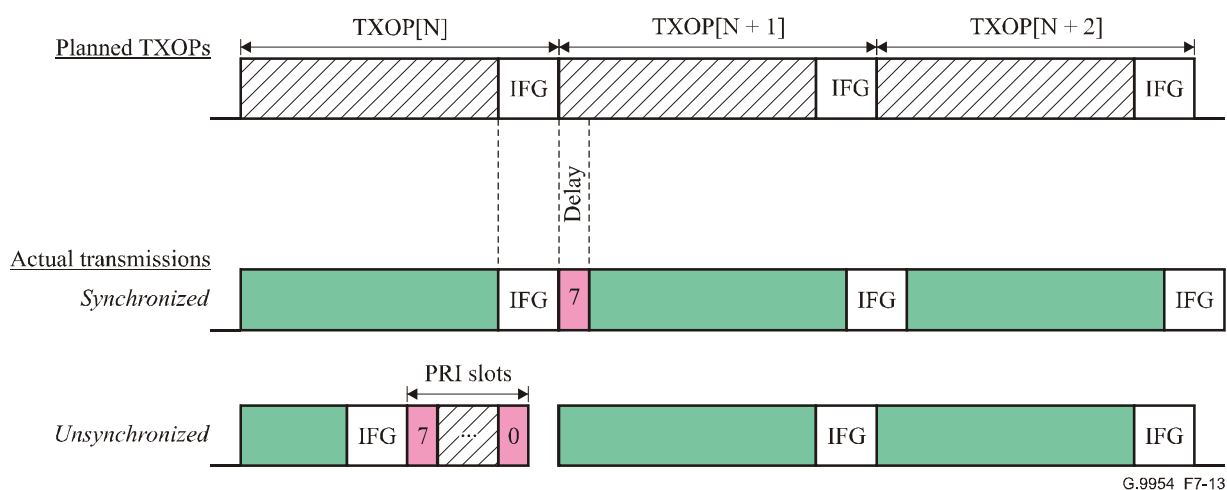 TXOP[N] TXOP[N + 1] TXOP[N + 2]
Planned TXOPs
IFG IFG IFG
Delay
Actual transmissions
Synchronized IFG 7 IFG IFG
PRI slots
Unsynchronized IFG 7 ... 0 IFG IFG
G.9954 F7-13